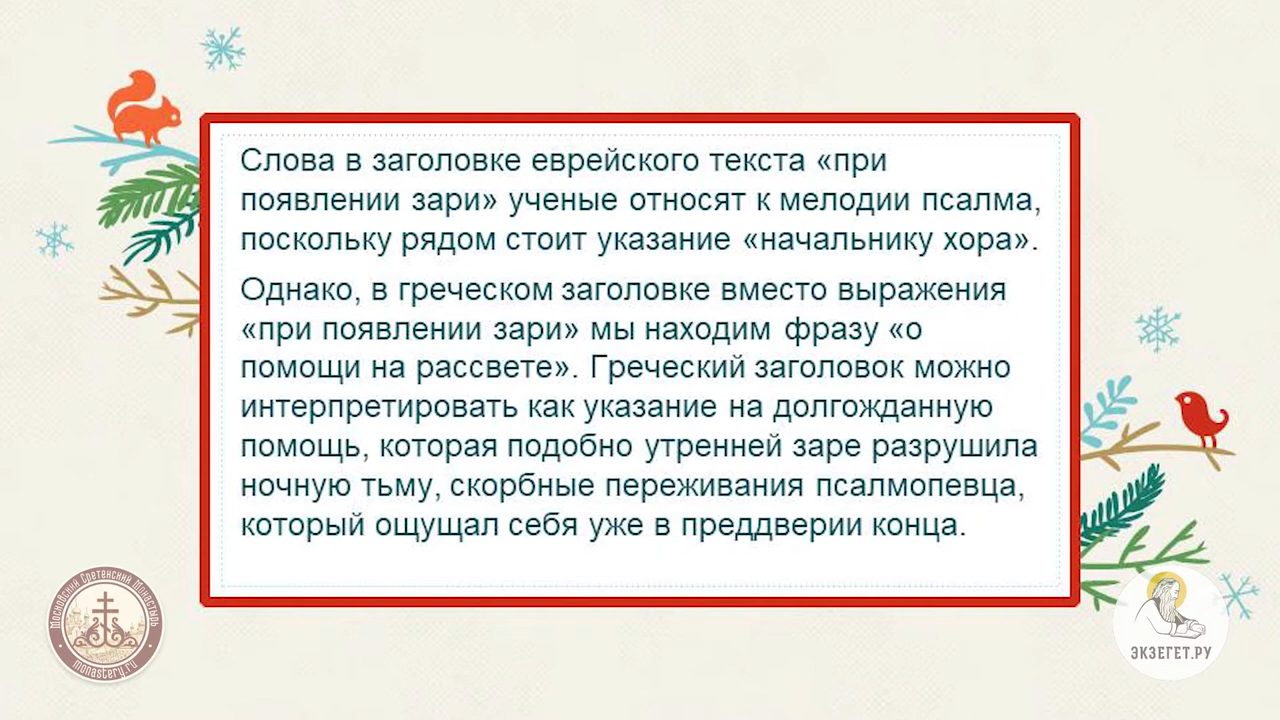 Слова в заголовке еврейского текста «при
появлении зари» ученые относят к мелодии псалма,
поскольку рядом стоит указание «начальнику хора».
Однако, в греческом заголовке вместо выражения
«при появлении зари» мы находим фразу «о
помощи на рассвете». Греческий заголовок можно
интерпретировать как указание на долгожданную
помощь, которая подобно утренней заре разрушила
ночную тьму, скорбные переживания псалмопевца,
который ощущал себя уже в преддверии конца.
Московский Сретенский Монастырь
monastery.ru
ЭКЗЕГЕТ.РУ